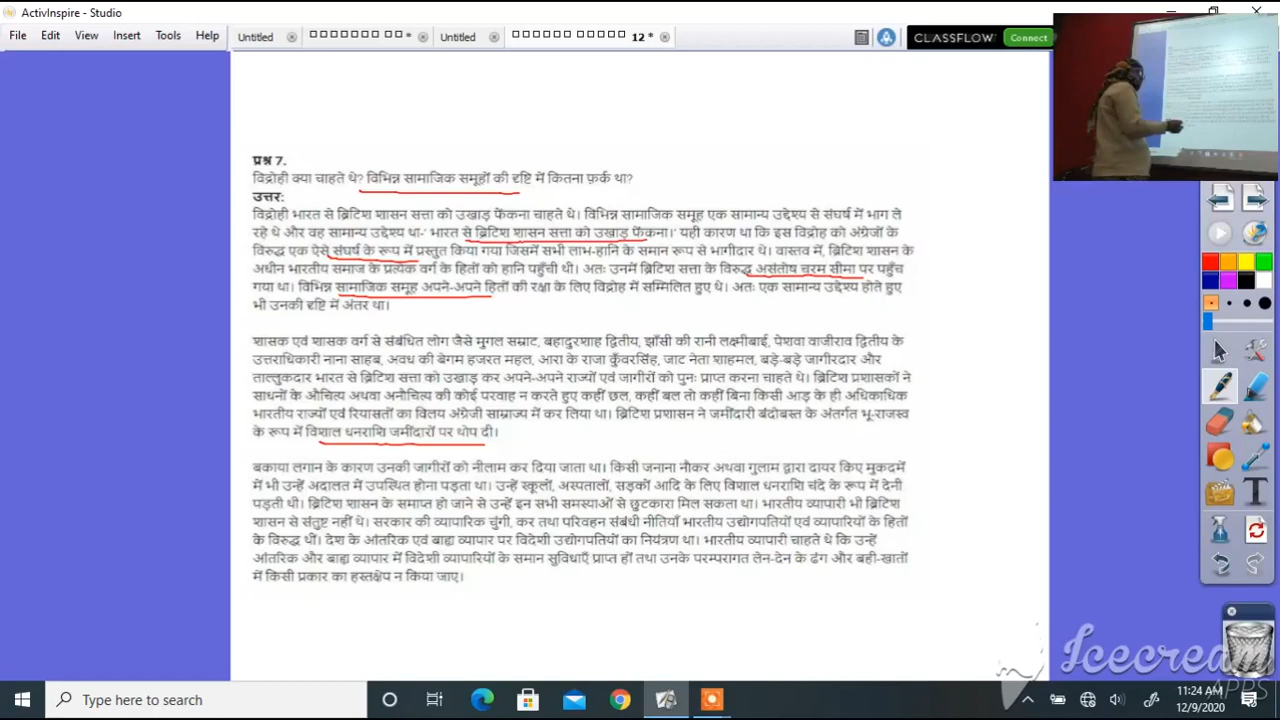 ActivInspire - Studio
File Edit View Insert Tools Help
Untitled
Untitled
12 *
CLASSFLOW Connect
प्रश्न 7.
विद्रोही क्या चाहते थे? विभिन्न सामाजिक समूहों की दृष्टि में कितना फ़र्क था?
उत्तर:
विद्रोही भारत से ब्रिटिश शासन सत्ता को उखाड़ फेंकना चाहते थे। विभिन्न सामाजिक समूह एक सामान्य उद्देश्य से संघर्ष में भाग ले
रहे थे और वह सामान्य उद्देश्य था-' भारत से ब्रिटिश शासन सत्ता को उखाड़ फेंकना।' यही कारण था कि इस विद्रोह को अंग्रेजों के
विरुद्ध एक ऐसे संघर्ष के रूप में प्रस्तुत किया गया जिसमें सभी लाभ-हानि के समान रूप से भागीदार थे। वास्तव में, ब्रिटिश शासन के
अधीन भारतीय समाज के प्रत्येक वर्ग के हितों को हानि पहुँची थी। अतः उनमें ब्रिटिश सत्ता के विरुद्ध असंतोष चरम सीमा पर पहुँच
गया था। विभिन्न सामाजिक समूह अपने-अपने हितों की रक्षा के लिए विद्रोह में सम्मिलित हुए थे। अतः एक सामान्य उद्देश्य होते हुए
भी उनकी दृष्टि में अंतर था।
शासक एवं शासक वर्ग से संबंधित लोग जैसे मुगल सम्राट, बहादुरशाह द्वितीय, झाँसी की रानी लक्ष्मीबाई, पेशवा वाजीराव द्वितीय के
उत्तराधिकारी नाना साहब, अवध की बेगम हजरत महल, आरा के राजा कुँवरसिंह, जाट नेता शाहमल, बड़े-बड़े जागीरदार और
ताल्लुकदार भारत से ब्रिटिश सत्ता को उखाड़ कर अपने-अपने राज्यों एवं जागीरों को पुनः प्राप्त करना चाहते थे। ब्रिटिश प्रशासकों ने
साधनों के औचित्य अथवा अनौचित्य की कोई परवाह न करते हुए कहीं छल, कहीं बल तो कहीं बिना किसी आड़ के ही अधिकाधिक
भारतीय राज्यों एवं रियासतों का विलय अंग्रेजी साम्राज्य में कर लिया था। ब्रिटिश प्रशासन ने जमींदारी बंदोबस्त के अंतर्गत भू-राजस्व
के रूप में विशाल धनराशि जमींदारों पर थोप दी।
बकाया लगान के कारण उनकी जागीरों को नीलाम कर दिया जाता था। किसी जनाना नौकर अथवा गुलाम द्वारा दायर किए मुकदमें
में भी उन्हें अदालत में उपस्थित होना पड़ता था। उन्हें स्कूलों, अस्पतालों, सड़कों आदि के लिए विशाल धनराशि चंदे के रूप में देनी
पड़ती थी। ब्रिटिश शासन के समाप्त हो जाने से उन्हें इन सभी समस्याओं से छुटकारा मिल सकता था। भारतीय व्यापारी भी ब्रिटिश
शासन से संतुष्ट नहीं थे। सरकार की व्यापारिक चुंगी, कर तथा परिवहन संबंधी नीतियाँ भारतीय उद्योगपतियों एवं व्यापारियों के हितों
के विरुद्ध थीं। देश के आंतरिक एवं बाह्य व्यापार पर विदेशी उद्योगपतियों का नियंत्रण था। भारतीय व्यापारी चाहते थे कि उन्हें
आंतरिक और बाह्य व्यापार में विदेशी व्यापारियों के समान सुविधाएँ प्राप्त हों तथा उनके परम्परागत लेन-देन के ढंग और बही-खातों
में किसी प्रकार का हस्तक्षेप न किया जाए।
Icecream
APPS
Type here to search
11:24 AM
12/9/2020